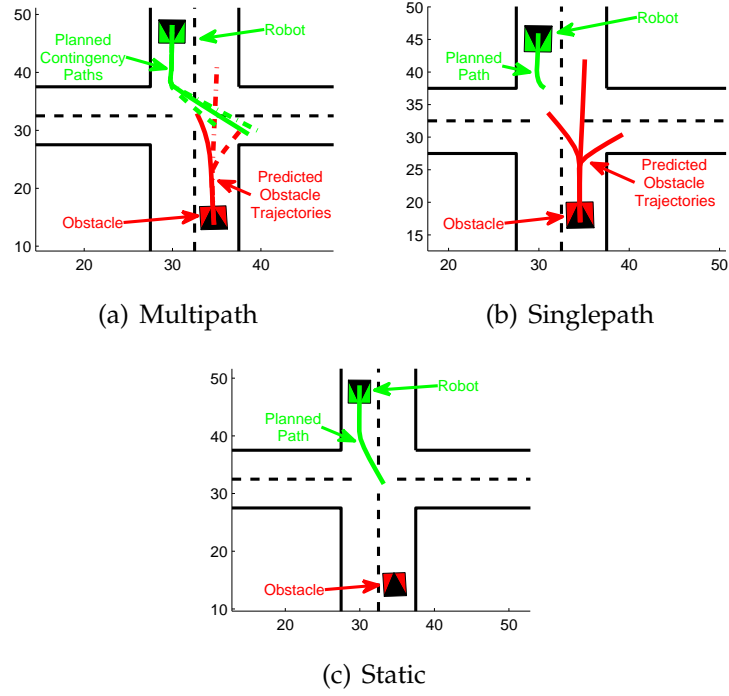 50
40
30
20
10
20
30
40
Planned
Contingency
Paths
Robot
Predicted
Obstacle
Trajectories
Obstacle
(a) Multipath
50
45
40
35
30
25
20
15
20
30
40
50
Planned
Path
Robot
Predicted
Obstacle
Trajectories
Obstacle
(b) Singlepath
50
40
30
20
10
20
30
40
50
Robot
Planned
Path
Obstacle
(c) Static